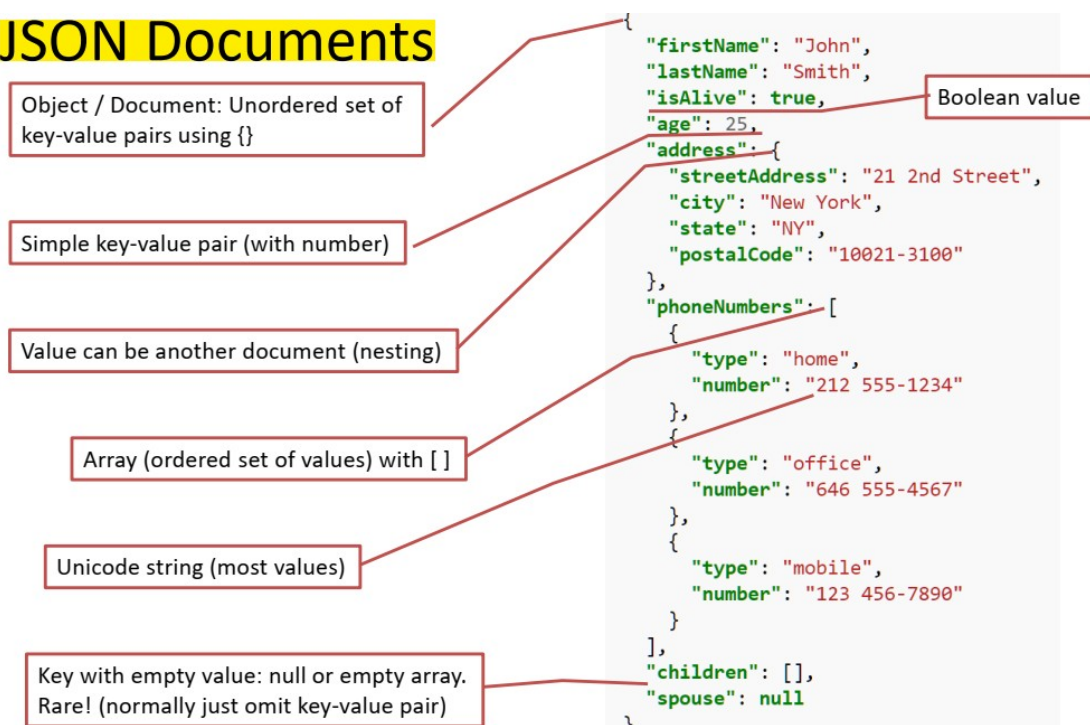 JSON Documents
Object / Document: Unordered set of
key-value pairs using {}
Simple key-value pair (with number)
Value can be another document (nesting)
Array (ordered set of values) with [ ]
Unicode string (most values)
Key with empty value: null or empty array.
Rare! (normally just omit key-value pair)
{
"firstName": "John",
"lastName": "Smith",
"isAlive": true,
"age": 25,
"address": {
"streetAddress": "21 2nd Street",
"city": "New York",
"state": "NY",
"postalCode": "10021-3100"
},
"phoneNumbers": [
{
"type": "home",
"number": "212 555-1234"
},
{
"type": "office",
"number": "646 555-4567"
},
{
"type": "mobile",
"number": "123 456-7890"
}
],
"children": [],
"spouse": null
}
Boolean value